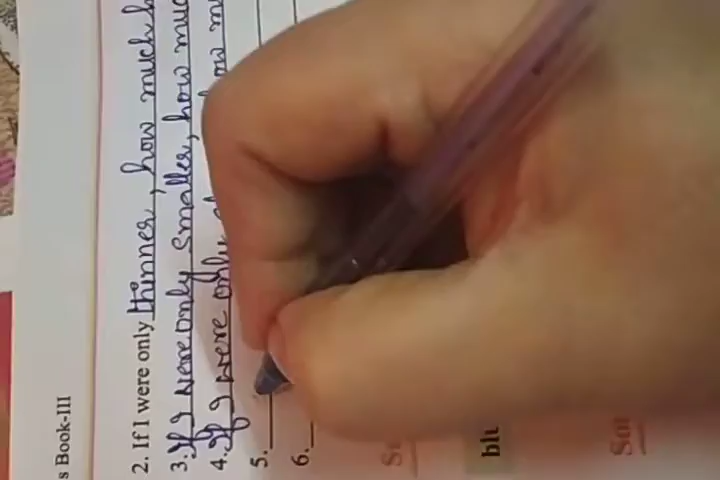 s Book-III
2. If I were only thinner, how much
3. If I were only smaller, how muc
4. If I were only
5.
6.